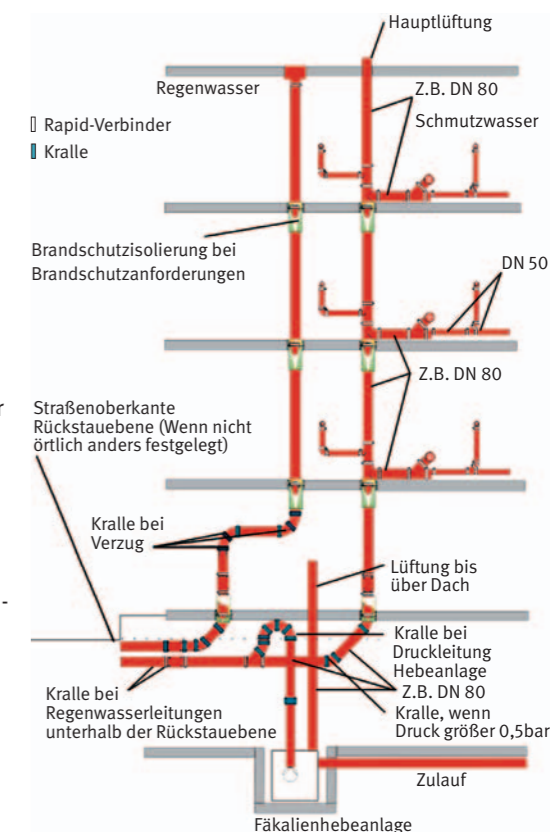 Hauptlüftung
Regenwasser
Z.B. DN 80
Schmutzwasser
Rapid-Verbinder
Kralle
Brandschutzisolierung bei
Brandschutzanforderungen
DN 50
Z.B. DN 80
r
Straßenoberkante
Rückstauebene (Wenn nicht
örtlich anders festgelegt)
Kralle bei
Verzug
Lüftung bis
über Dach
-
Kralle bei
Druckleitung
Hebeanlage
Z.B. DN 80
Kralle, wenn
Druck größer 0,5bar
Kralle bei
Regenwasserleitungen
unterhalb der Rückstauebene
Zulauf
Fäkalienhebeanlage